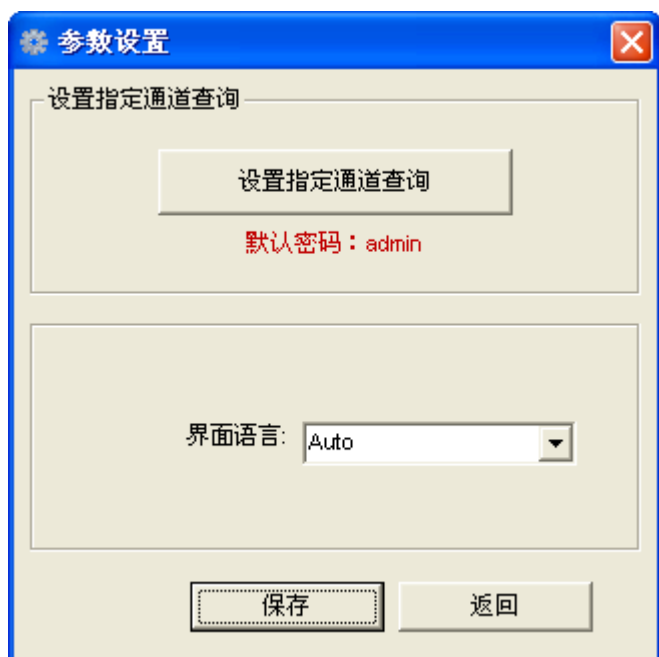 参数设置
设置指定通道查询
设置指定通道查询
默认密码：admin
界面语言: Auto
保存 返回